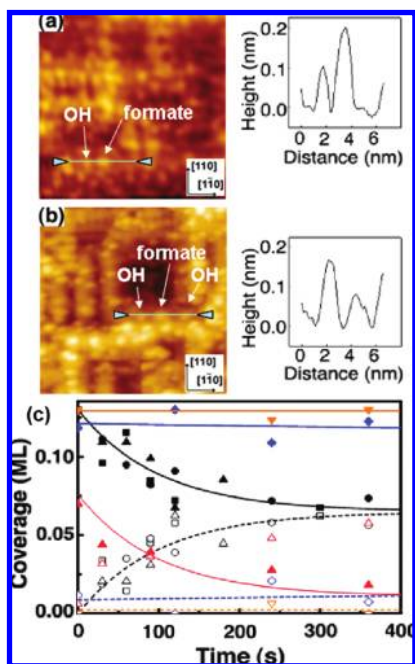 (a)
OH
formate
[110]
[11̄0]
Height (nm)
0.2
0.1
0.0
0 2 4 6
Distance (nm)
(b)
formate
OH
OH
[110]
[11̄0]
Height (nm)
0.2
0.1
0.0
0 2 4 6
Distance (nm)
(c)
Coverage (ML)
0.10
0.05
0.00
0 100 200 300 400
Time (s)